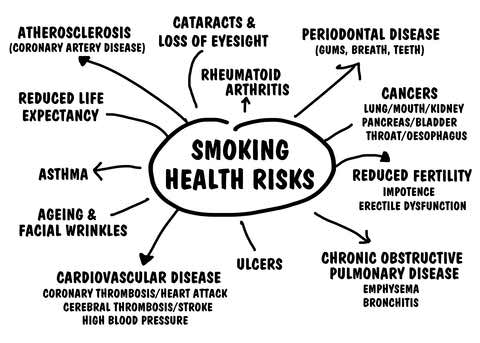 ATHEROSCLEROSIS
(CORONARY ARTERY DISEASE)
CATARACTS &
LOSS OF EYESIGHT
PERIODONTAL DISEASE
(GUMS, BREATH, TEETH)
RHEUMATOID
ARTHRITIS
REDUCED LIFE
EXPECTANCY
CANCERS
LUNG/MOUTH/KIDNEY
PANCREAS/BLADDER
THROAT/OESOPHAGUS
SMOKING
HEALTH RISKS
ASTHMA
REDUCED FERTILITY
IMPOTENCE
ERECTILE DYSFUNCTION
AGEING &
FACIAL WRINKLES
CARDIOVASCULAR DISEASE
CORONARY THROMBOSIS/HEART ATTACK
CEREBRAL THROMBOSIS/STROKE
HIGH BLOOD PRESSURE
ULCERS
CHRONIC OBSTRUCTIVE
PULMONARY DISEASE
EMPHYSEMA
BRONCHITIS